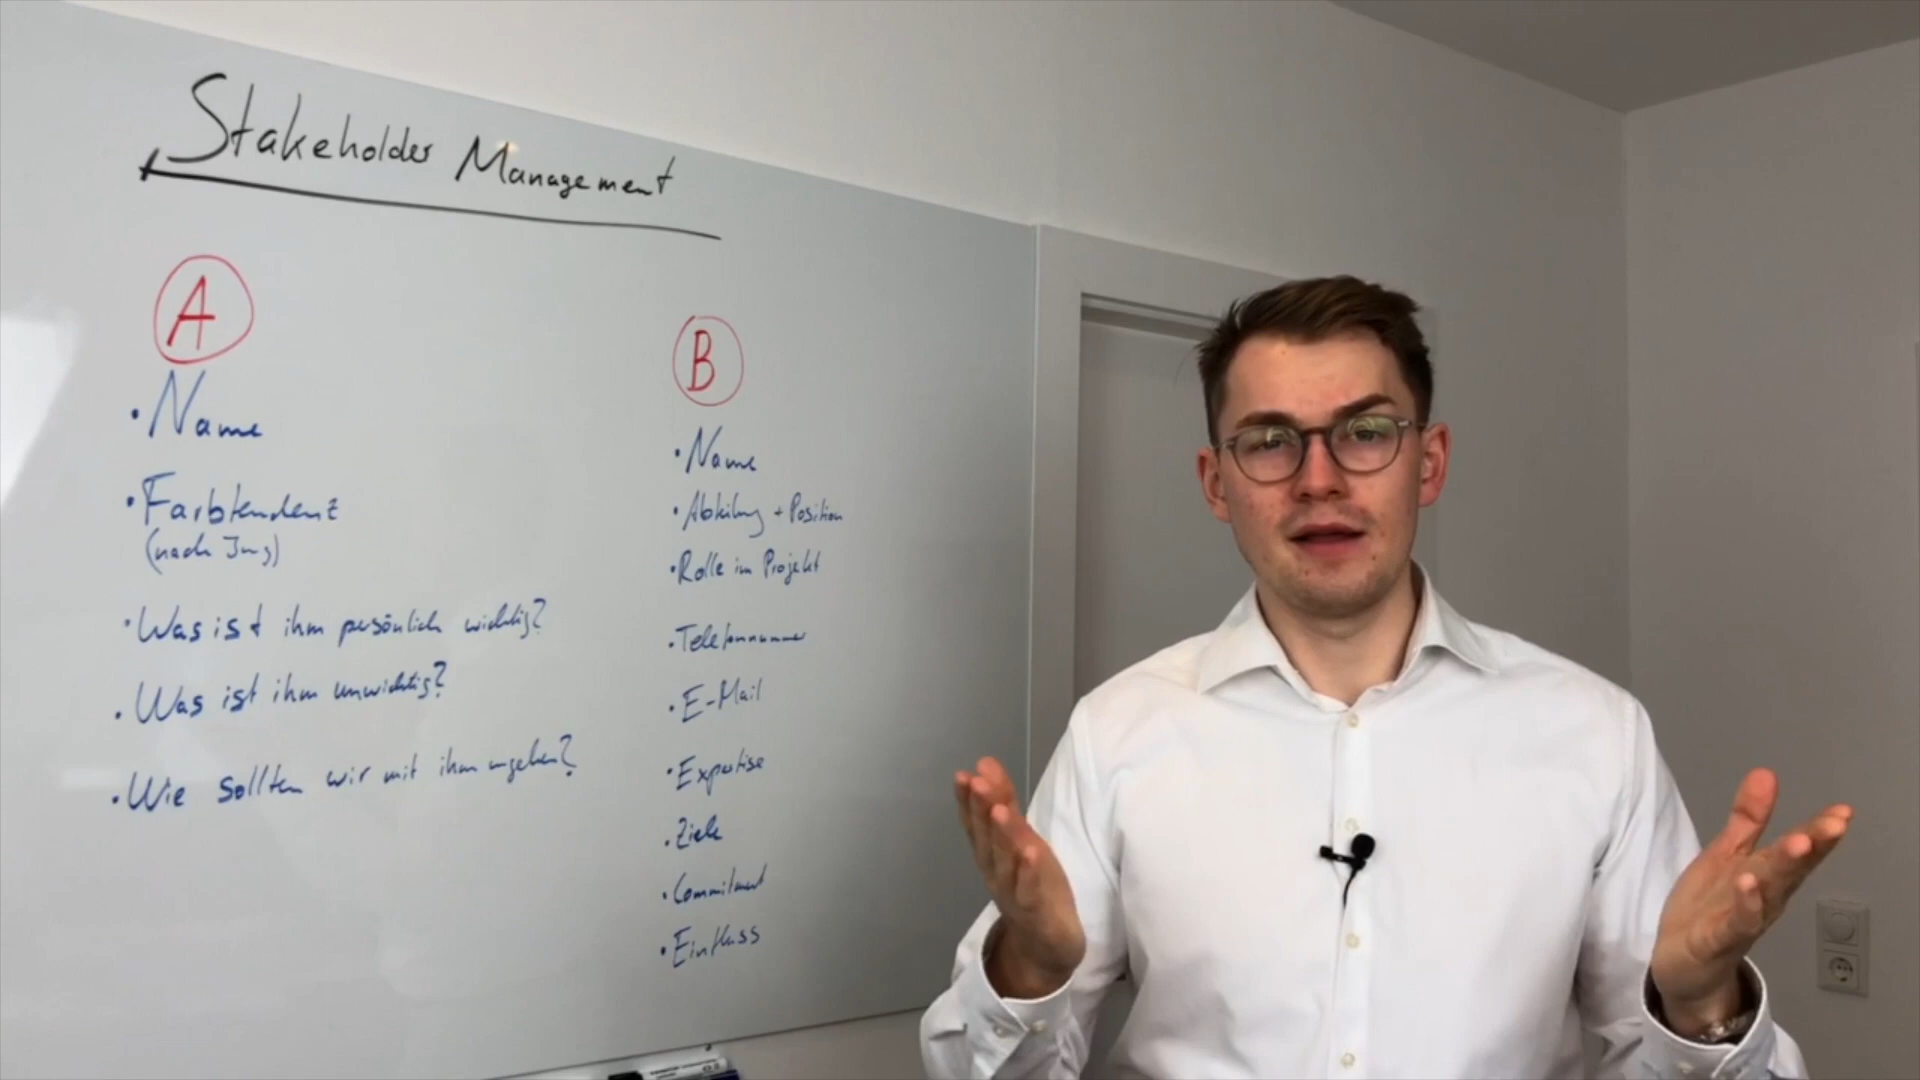 Stakeholder Management
A
• Name
• Farbtendenz
(nach Jung)
• Was ist ihm persönlich wichtig?
• Was ist ihm unwichtig?
• Wie sollten wir mit ihm umgehen?
B
• Name
• Abteilung + Position
• Rolle im Projekt
• Telefonnummer
• E-Mail
• Expertise
• Ziele
• Commitment
• Einfluss